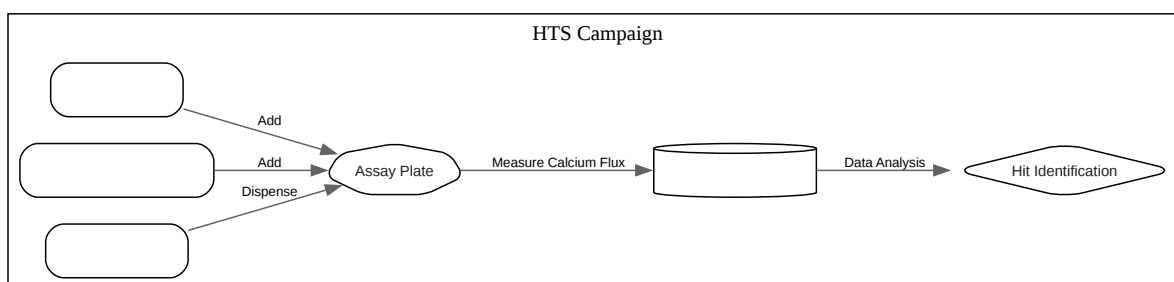 HTS Campaign
Add
Add
Dispense
Assay Plate
Measure Calcium Flux
Data Analysis
Hit Identification